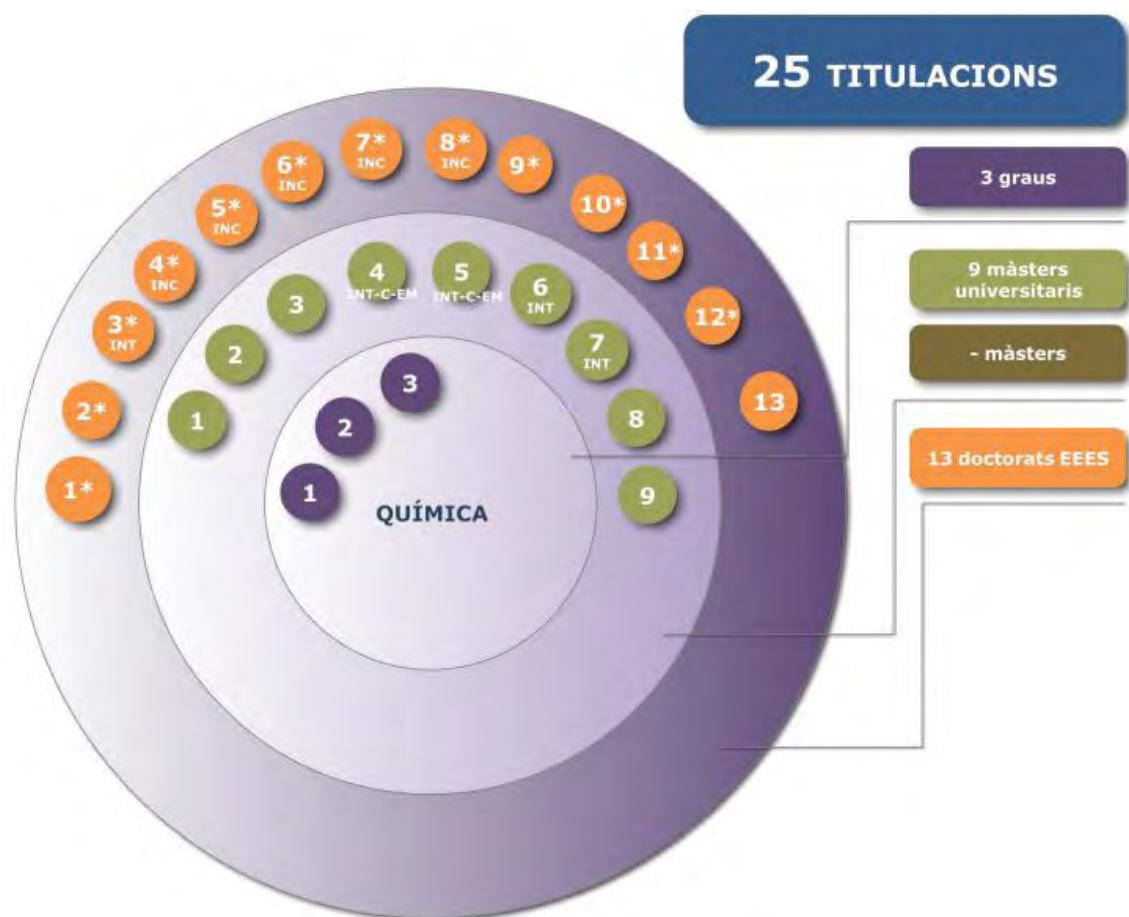 25 TITULACIONS
3 graus
9 màsters
universitaris
- màsters
13 doctorats EEES
1*
2*
3*
INT
4*
INC
5*
INC
6*
INC
7*
INC
8*
INC
9*
10*
11*
12*
13
1
2
3
4
INT-C-EM
5
INT-C-EM
6
INT
7
INT
8
9
1
2
3
QUÍMICA